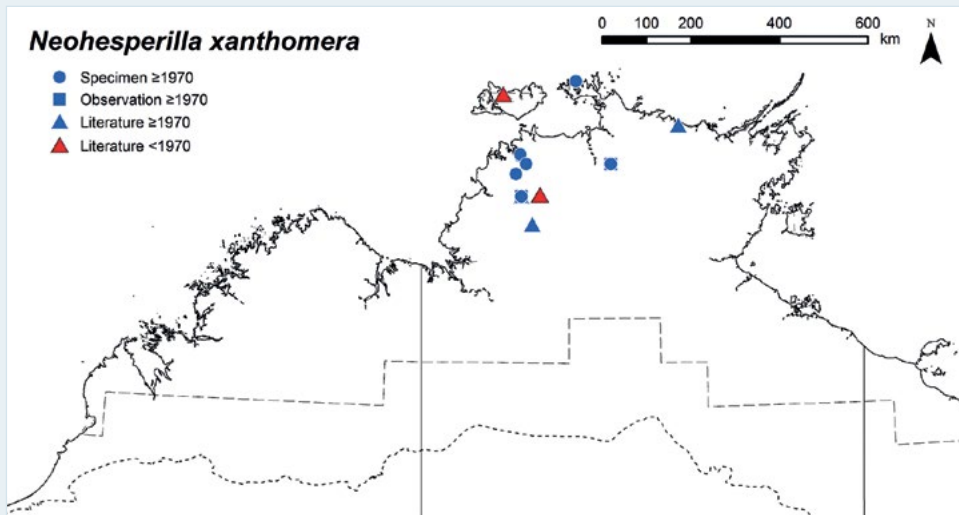 Neohesperilla xanthomera
Specimen ≥1970
Observation ≥1970
Literature ≥1970
Literature <1970
0 100 200 400 600
km
N